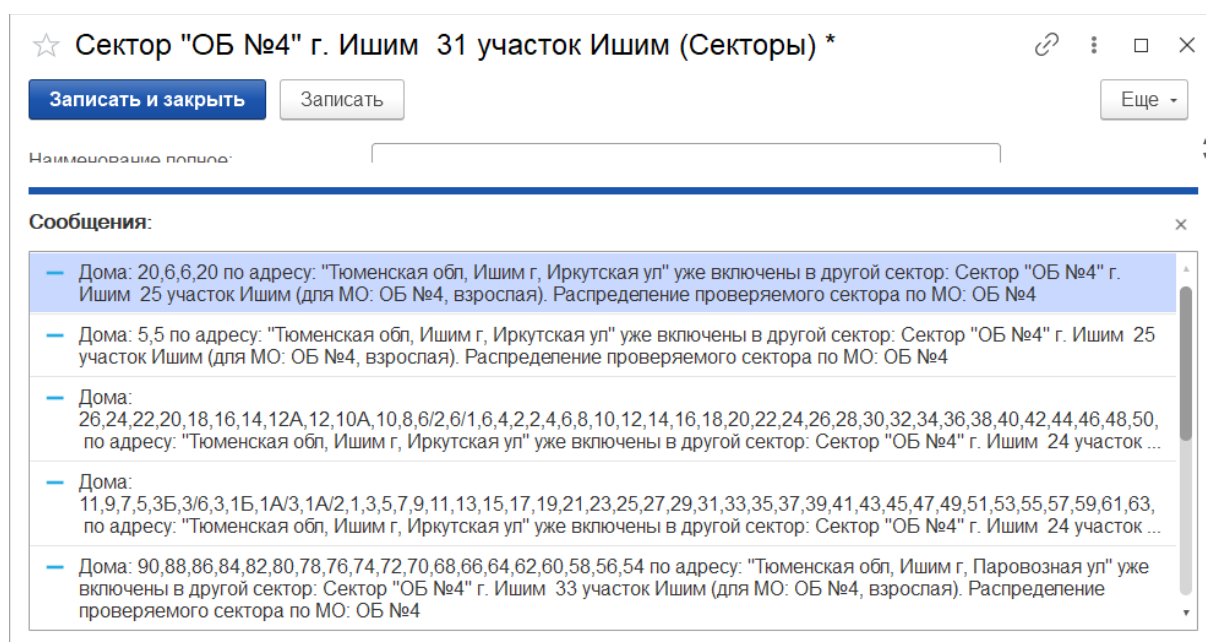 Сектор "ОБ №4" г. Ишим 31 участок Ишим (Секторы) *
Записать и закрыть
Записать
Еще
Наименование полное:
Сообщения:
Дома: 20,6,6,20 по адресу: "Тюменская обл, Ишим г, Иркутская ул" уже включены в другой сектор: Сектор "ОБ №4" г.
Ишим 25 участок Ишим (для МО: ОБ №4, взрослая). Распределение проверяемого сектора по МО: ОБ №4
Дома: 5,5 по адресу: "Тюменская обл, Ишим г, Иркутская ул" уже включены в другой сектор: Сектор "ОБ №4" г. Ишим 25
участок Ишим (для МО: ОБ №4, взрослая). Распределение проверяемого сектора по МО: ОБ №4
Дома:
26,24,22,20,18,16,14,12А,12,10А,10,8,6/2,6/1,6,4,2,2,4,6,8,10,12,14,16,18,20,22,24,26,28,30,32,34,36,38,40,42,44,46,48,50,
по адресу: "Тюменская обл, Ишим г, Иркутская ул" уже включены в другой сектор: Сектор "ОБ №4" г. Ишим 24 участок ...
Дома:
11,9,7,5,3Б,3/6,3,1Б,1А/3,1А/2,1,3,5,7,9,11,13,15,17,19,21,23,25,27,29,31,33,35,37,39,41,43,45,47,49,51,53,55,57,59,61,63,
по адресу: "Тюменская обл, Ишим г, Иркутская ул" уже включены в другой сектор: Сектор "ОБ №4" г. Ишим 24 участок ...
Дома: 90,88,86,84,82,80,78,76,74,72,70,68,66,64,62,60,58,56,54 по адресу: "Тюменская обл, Ишим г, Паровозная ул" уже
включены в другой сектор: Сектор "ОБ №4" г. Ишим 33 участок Ишим (для МО: ОБ №4, взрослая). Распределение
проверяемого сектора по МО: ОБ №4